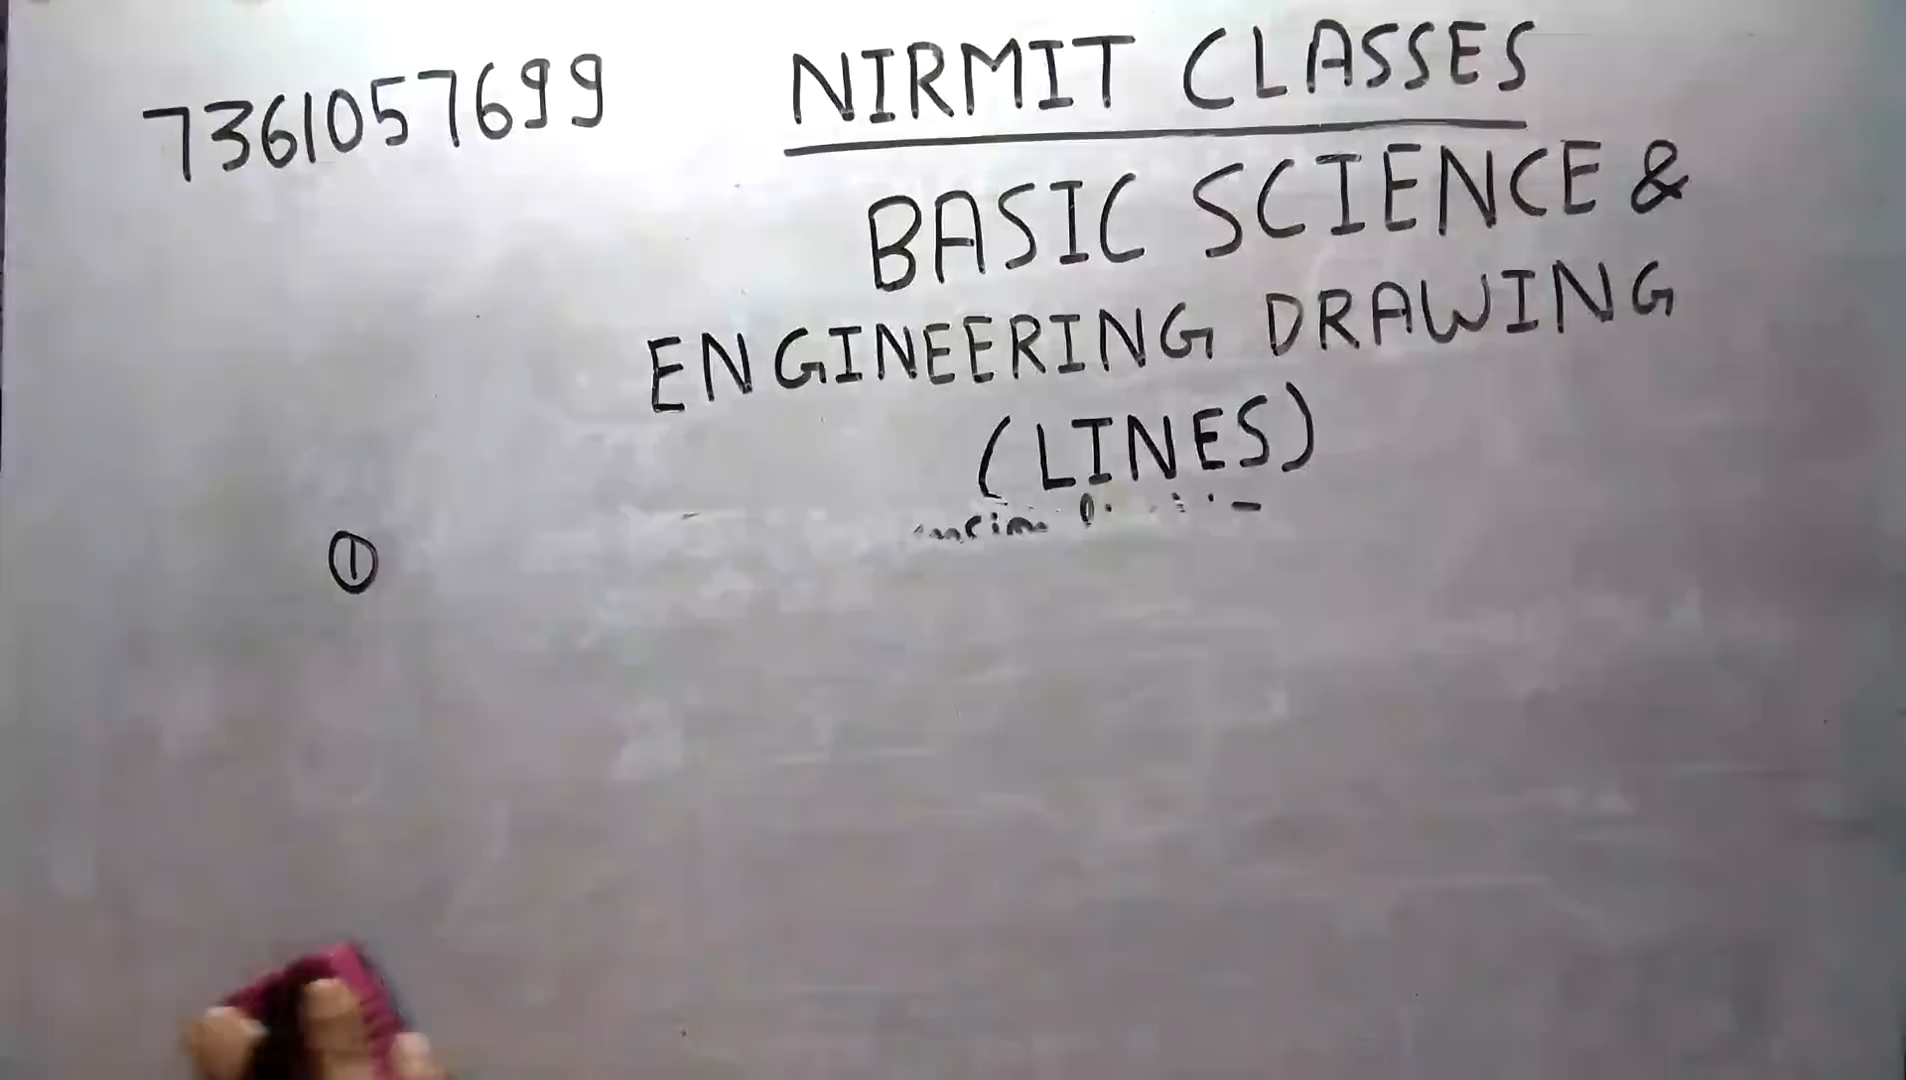 7361057699
NIRMIT CLASSES
BASIC SCIENCE &
ENGINEERING DRAWING
(LINES)
①